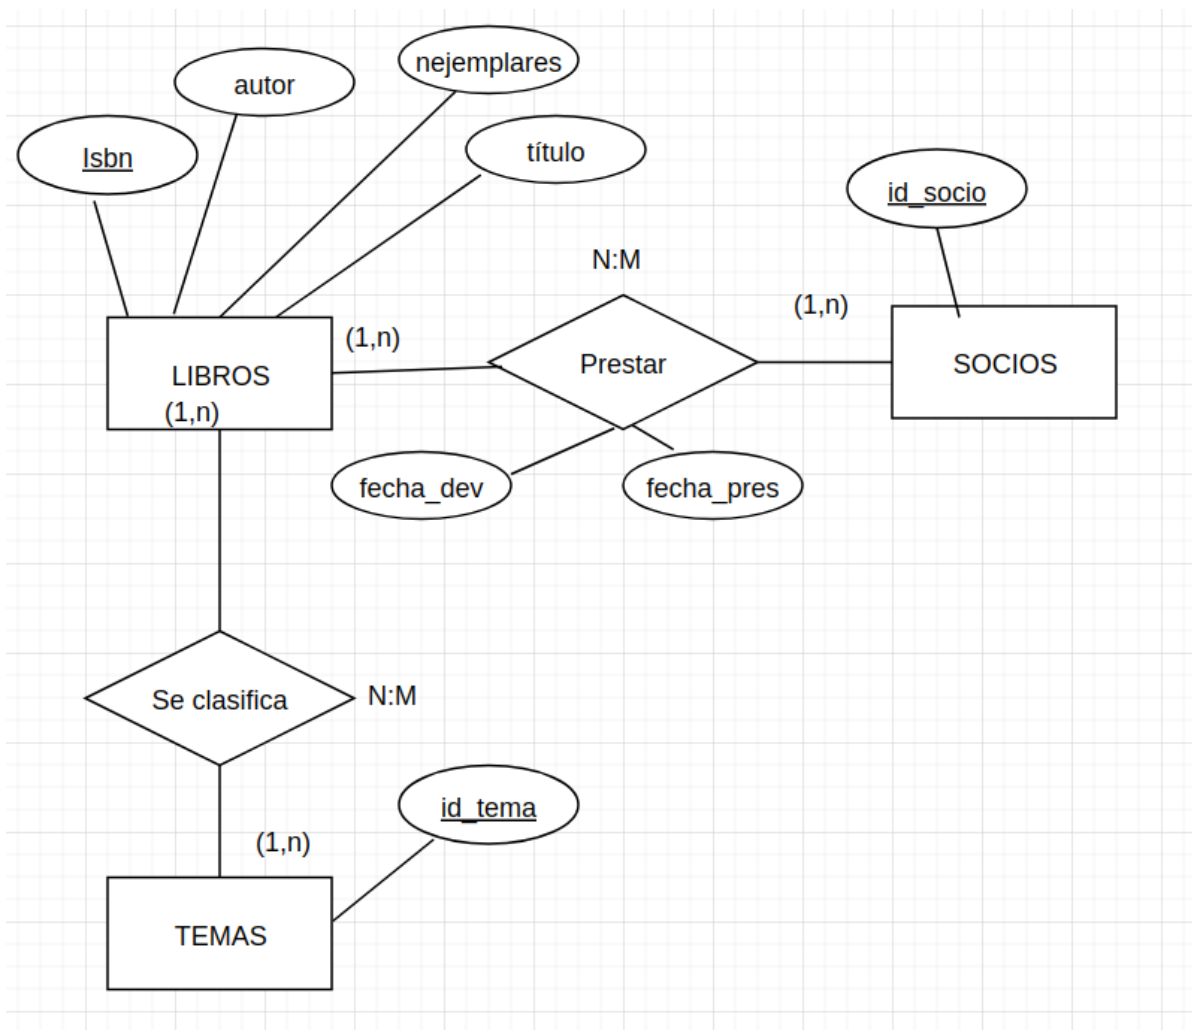 nejemplares
autor
título
Isbn
id_socio
N:M
(1,n)
(1,n)
LIBROS
Prestar
SOCIOS
(1,n)
fecha_dev
fecha_pres
Se clasifica
N:M
id_tema
(1,n)
TEMAS